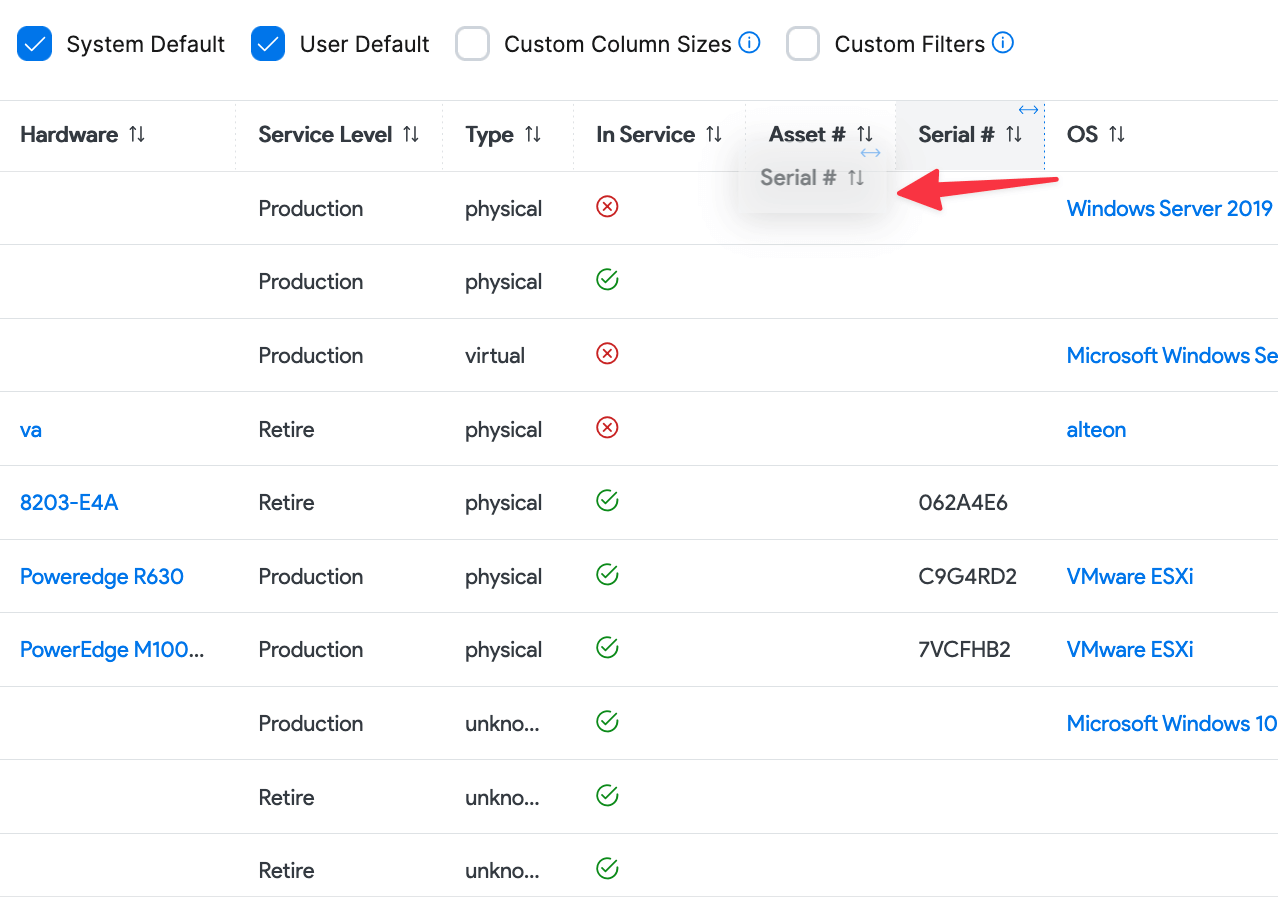 System Default User Default Custom Column Sizes Custom Filters
Hardware Service Level Type In Service Asset # Serial # OS
Serial #
Production physical Windows Server 2019
Production physical
Production virtual Microsoft Windows Se
va Retire physical alteon
8203-E4A Retire physical 062A4E6
Poweredge R630 Production physical C9G4RD2 VMware ESXi
PowerEdge M100... Production physical 7VCFHB2 VMware ESXi
Production unkno... Microsoft Windows 10
Retire unkno...
Retire unkno...